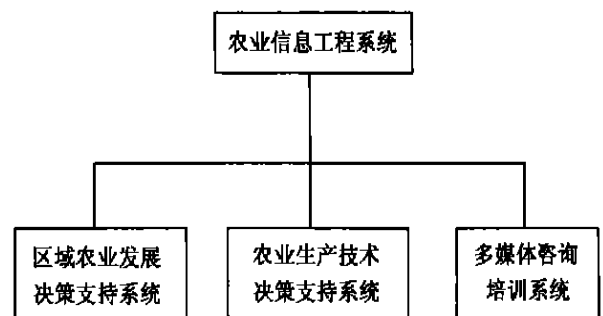 农业信息工程系统
区域农业发展
决策支持系统
农业生产技术
决策支持系统
多媒体咨询
培训系统